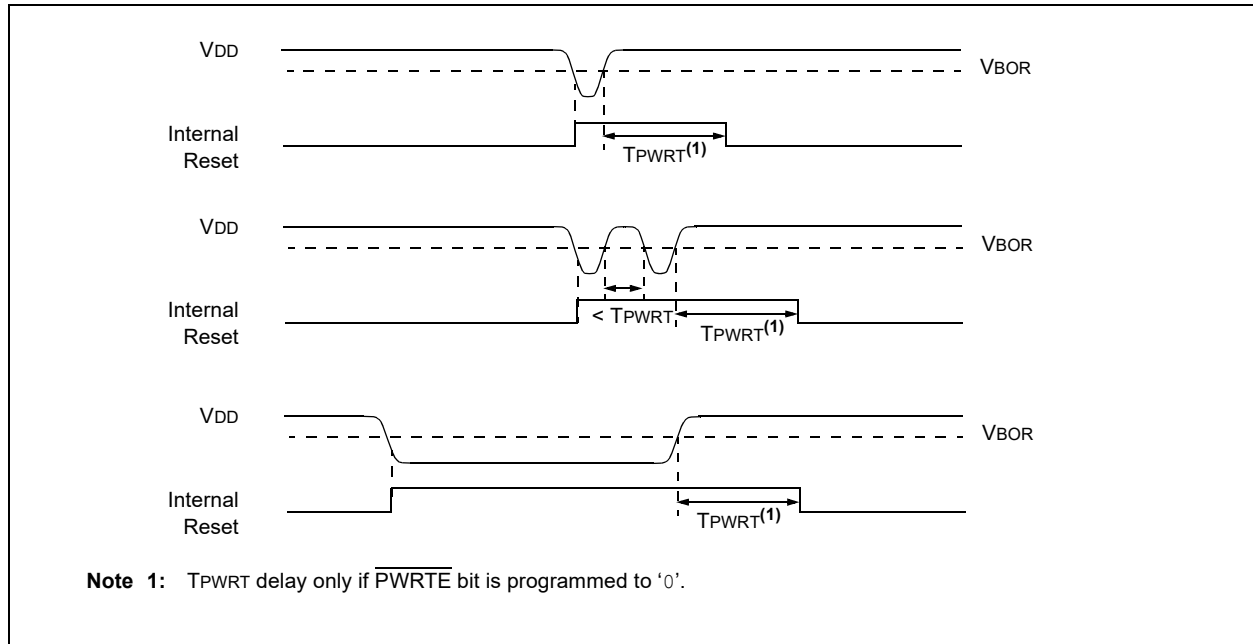 VDD
VBOR
Internal
Reset
TPWRT(1)
VDD
VBOR
Internal
Reset
< TPWRT
TPWRT(1)
VDD
VBOR
Internal
Reset
TPWRT(1)
Note 1: TPWRT delay only if PWRTE bit is programmed to ‘0’.